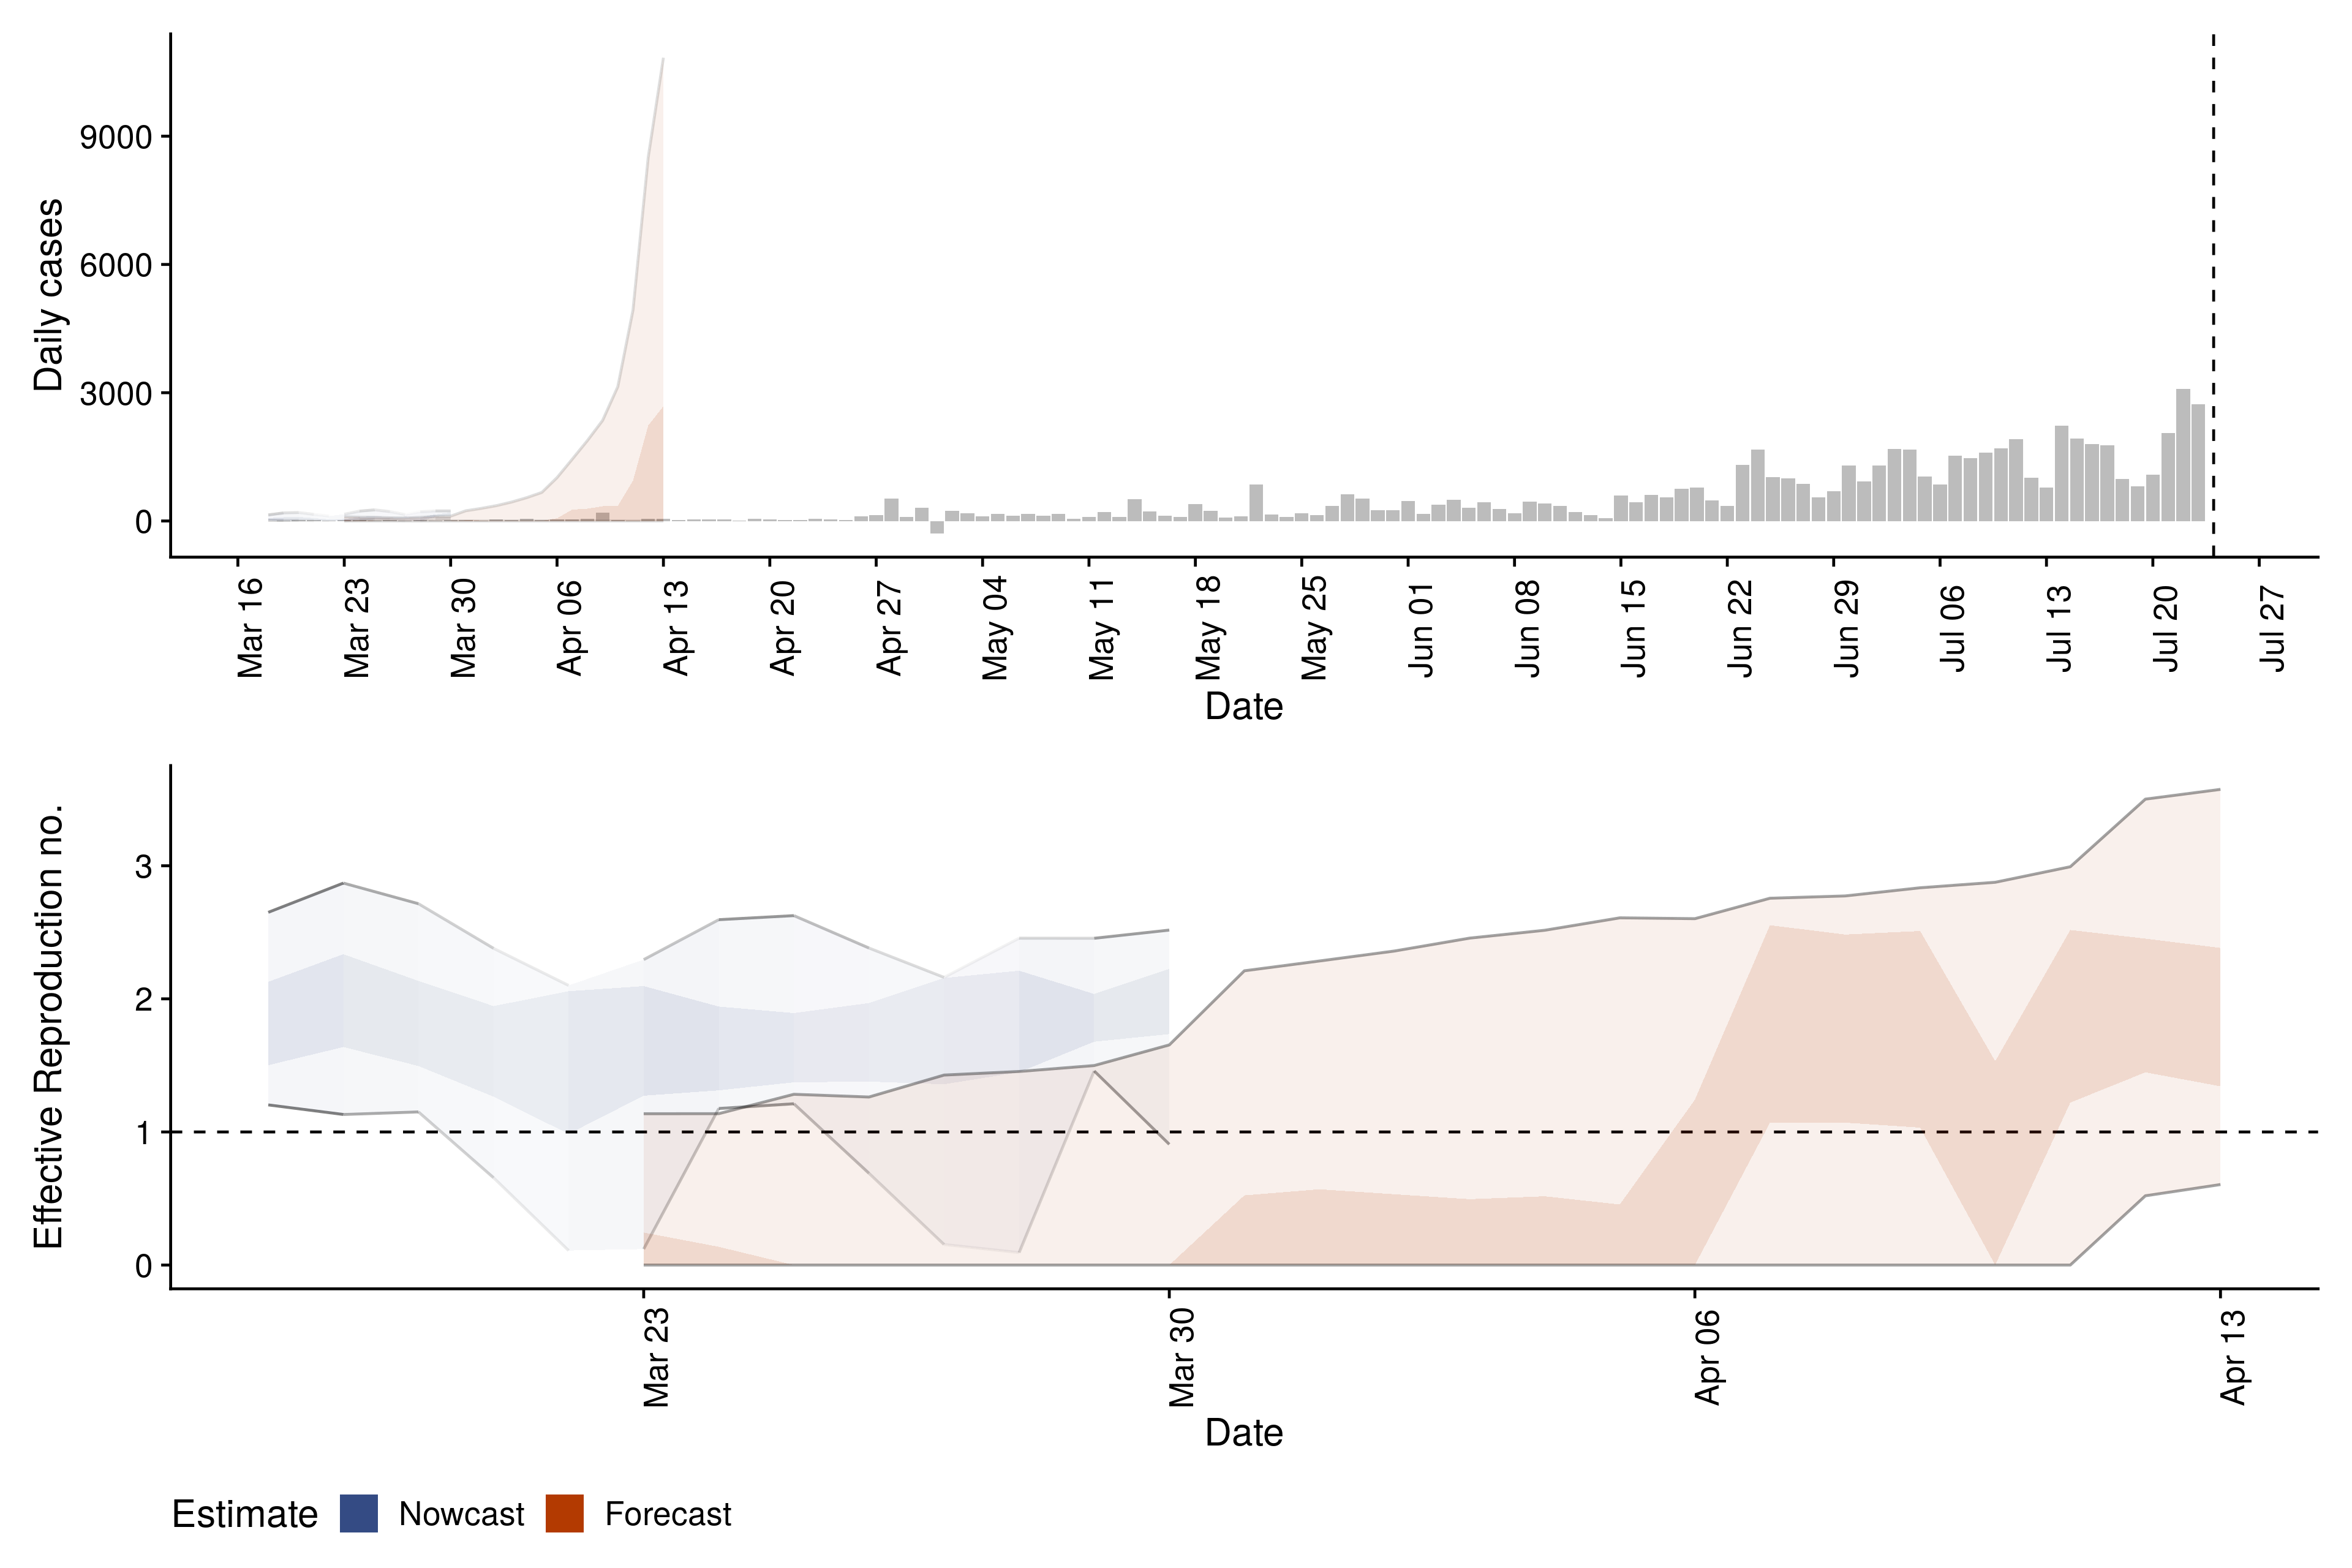 Daily cases
9000
6000
3000
0
Mar 16
Mar 23
Mar 30
Apr 06
Apr 13
Apr 20
Apr 27
May 04
May 11
May 18
May 25
Jun 01
Jun 08
Jun 15
Jun 22
Jun 29
Jul 06
Jul 13
Jul 20
Jul 27
Date
Effective Reproduction no.
3
2
1
0
Mar 23
Mar 30
Apr 06
Apr 13
Date
Estimate Nowcast Forecast